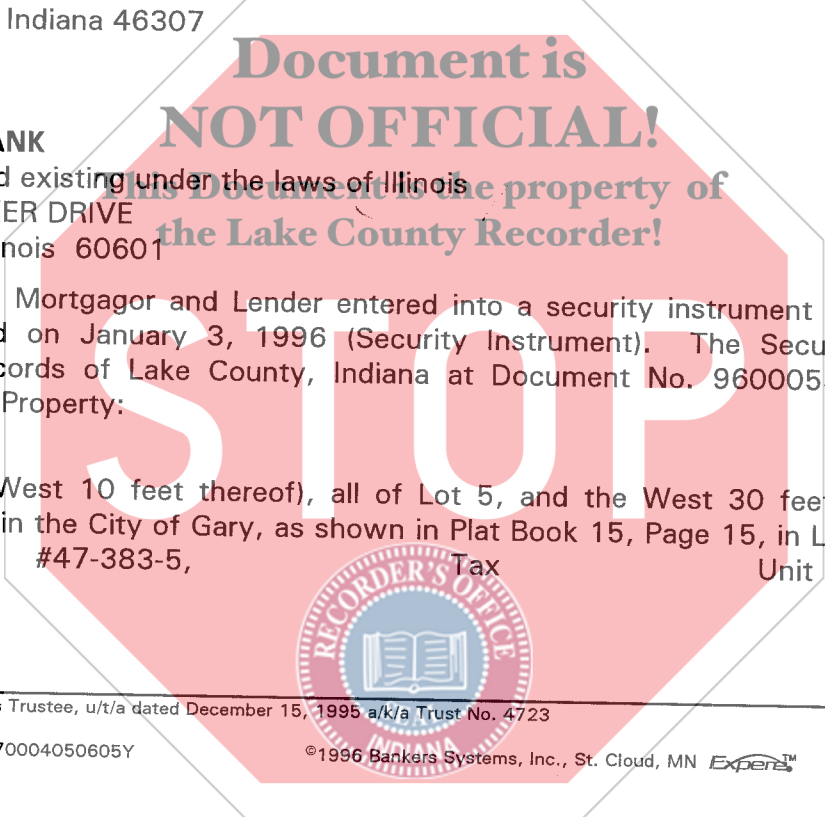 Indiana 46307
Document is
NOT OFFICIAL!
ANK
d existing under the laws of Illinois
This Document is the property of
ER DRIVE
the Lake County Recorder!
nois 60601
Mortgagor and Lender entered into a security instrument
d on January 3, 1996 (Security Instrument). The Secu
cords of Lake County, Indiana at Document No. 960005
Property:
STOP
West 10 feet thereof), all of Lot 5, and the West 30 feet
in the City of Gary, as shown in Plat Book 15, Page 15, in L
#47-383-5, Tax Unit
RECORDER'S OFFICE
SEAL
INDIANA
s Trustee, u/t/a dated December 15, 1995 a/k/a Trust No. 4723
70004050605Y ©1996 Bankers Systems, Inc., St. Cloud, MN Expere™